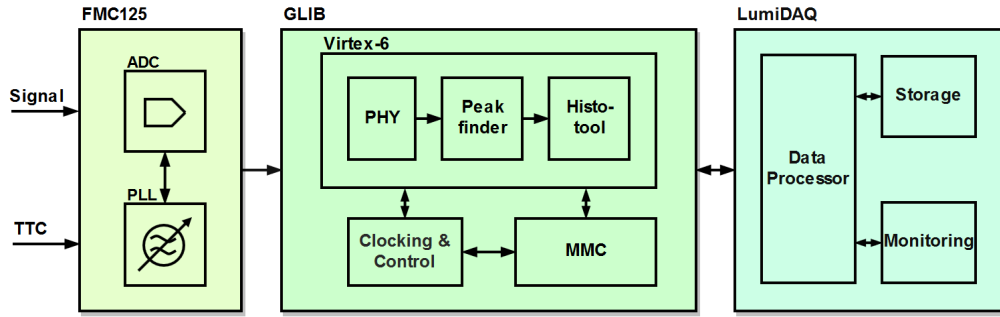 FMC125
GLIB
LumiDAQ
Virtex-6
ADC
Signal
PHY
Peak
finder
Histo-
tool
Storage
Data
Processor
PLL
TTC
Clocking &
Control
MMC
Monitoring